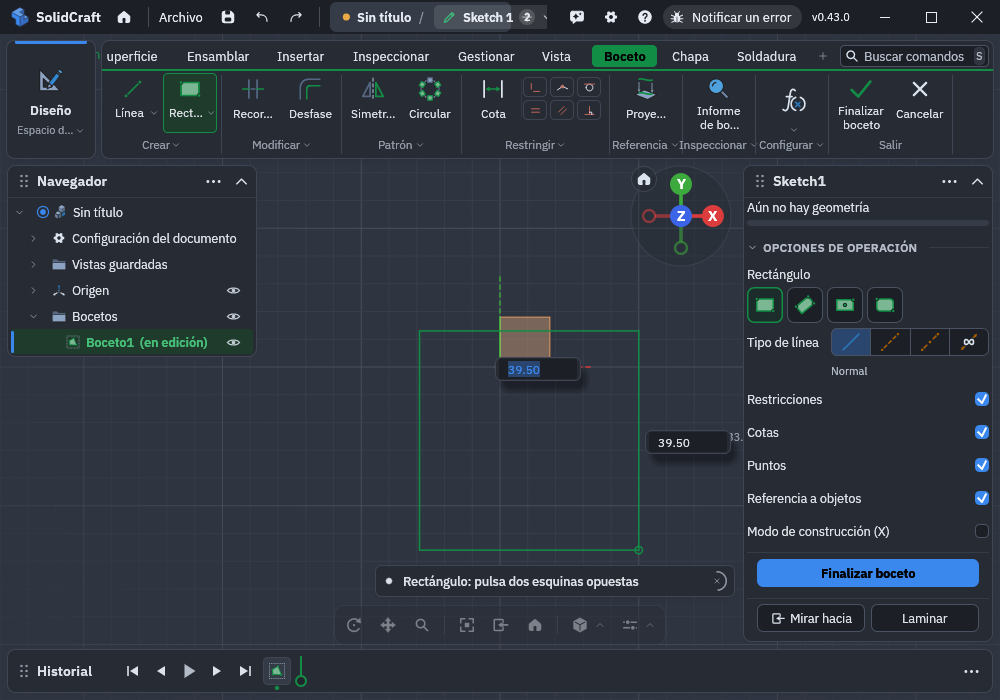 SolidCraft
Archivo
Sin título /
Sketch 1 2
Notificar un error
v0.43.0
uperficie
Ensamblar
Insertar
Inspeccionar
Gestionar
Vista
Boceto
Chapa
Soldadura
+
Buscar comandos S
Diseño
Espacio d...
Línea
Rect...
Crear
Recor...
Desfase
Modificar
Simetr...
Circular
Patrón
Cota
Restringir
Proye...
Referencia
Informe
de bo...
Inspeccionar
Configurar
Finalizar
boceto
Cancelar
Salir
Navegador
Sin título
Configuración del documento
Vistas guardadas
Origen
Bocetos
Boceto1 (en edición)
Y
Z
X
39.50
39.50
33.
Rectángulo: pulsa dos esquinas opuestas
Sketch1
Aún no hay geometría
OPCIONES DE OPERACIÓN
Rectángulo
Tipo de línea
Normal
Restricciones
Cotas
Puntos
Referencia a objetos
Modo de construcción (X)
Finalizar boceto
Mirar hacia
Laminar
Historial